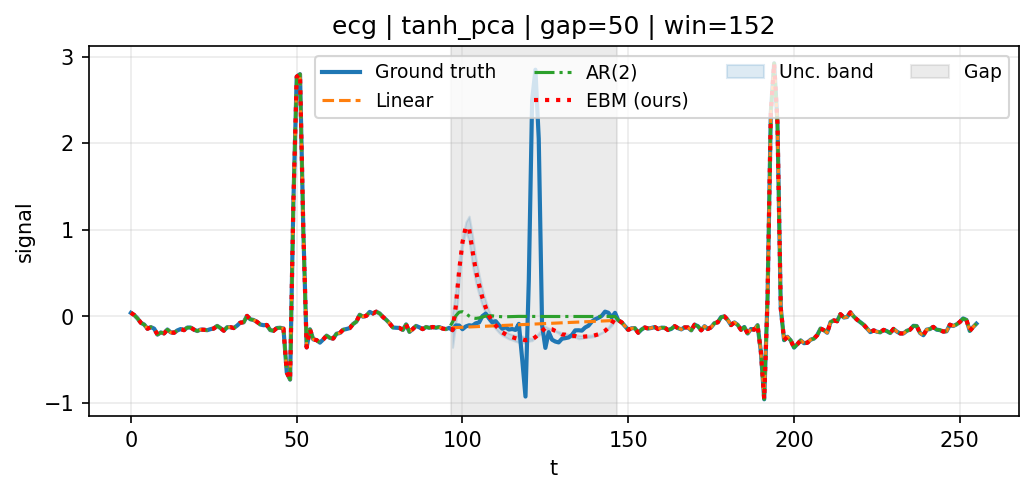 ecg | tanh_pca | gap=50 | win=152
Ground truth
Linear
AR(2)
EBM (ours)
Unc. band
Gap
3
2
1
0
−1
signal
0
50
100
150
200
250
t